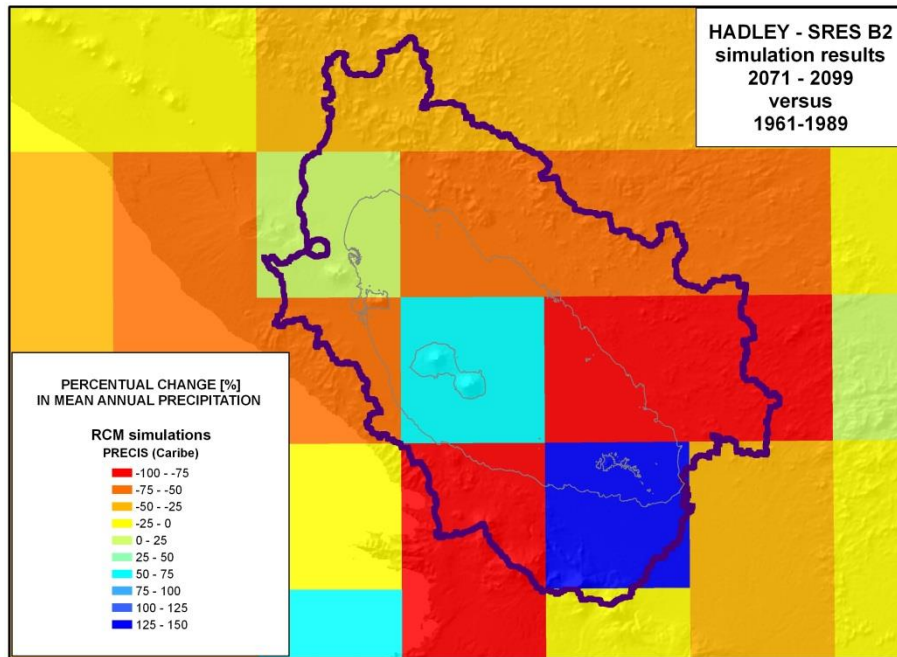 HADLEY - SRES B2
simulation results
2071 - 2099
versus
1961-1989
PERCENTUAL CHANGE [%]
IN MEAN ANNUAL PRECIPITATION
RCM simulations
PRECIS (Caribe)
-100 - -75
-75 - -50
-50 - -25
-25 - 0
0 - 25
25 - 50
50 - 75
75 - 100
100 - 125
125 - 150